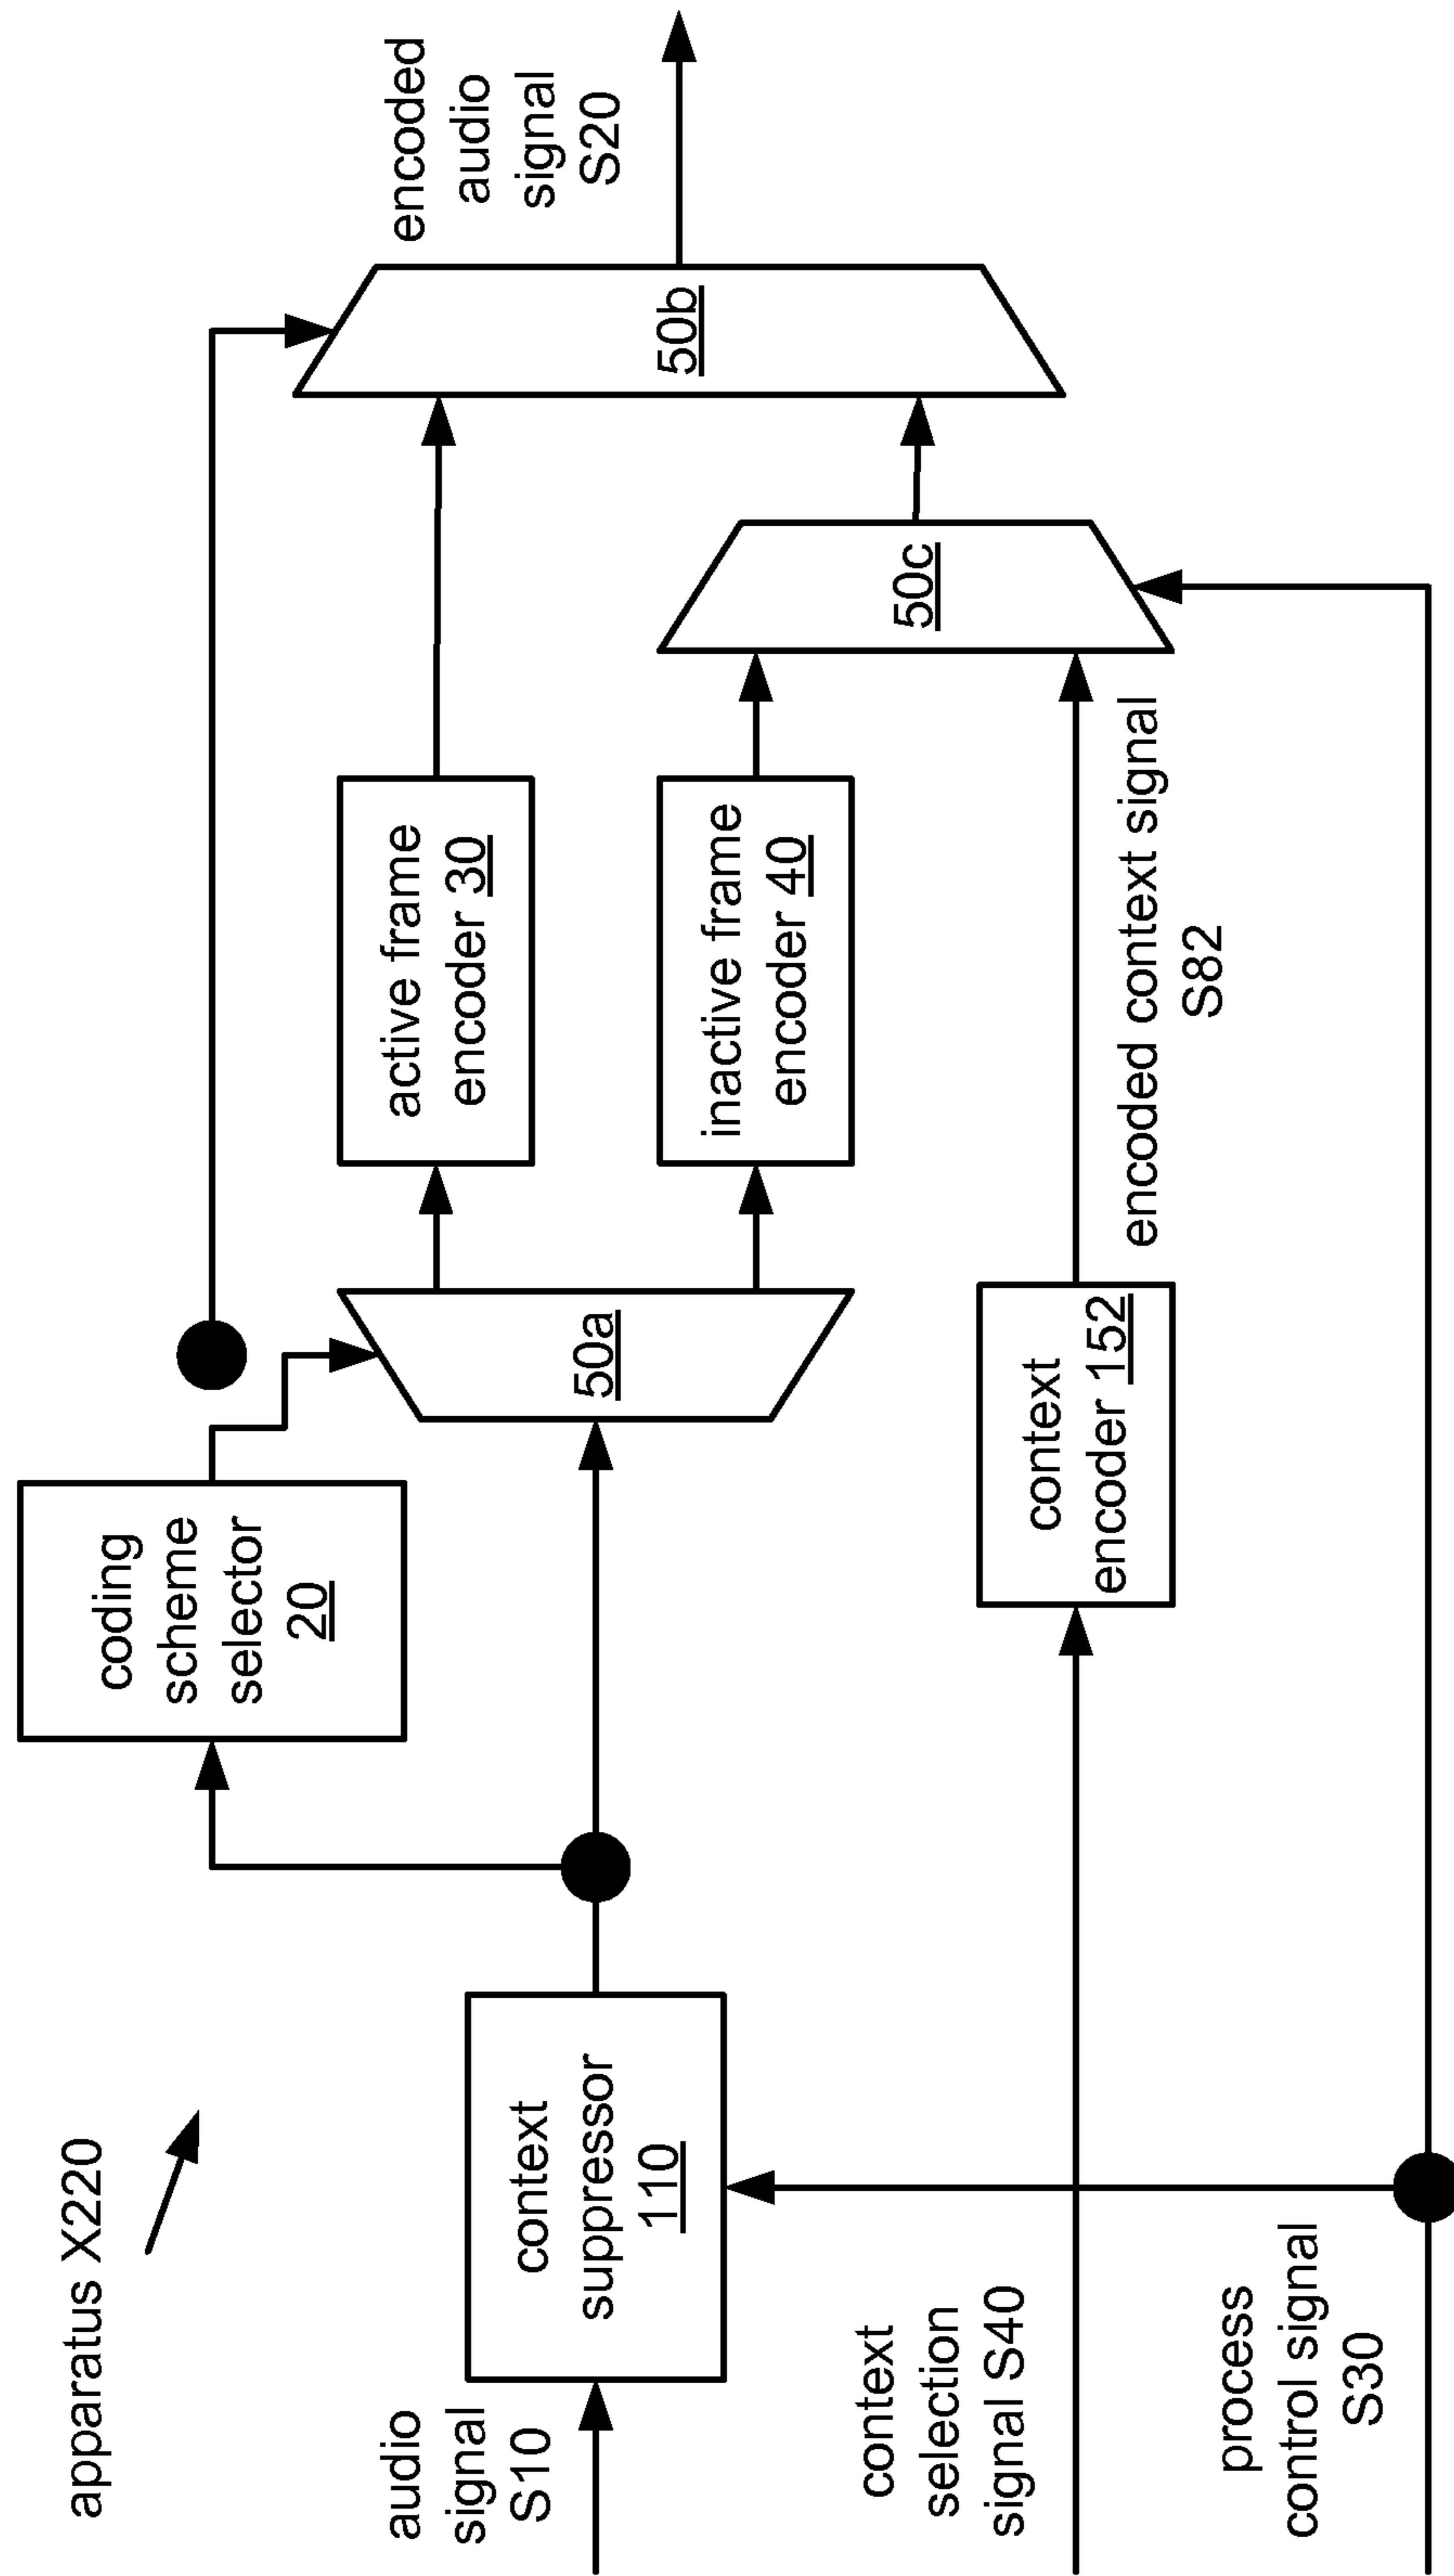 apparatus X220
audio
signal
S10
context
suppressor
110
coding
scheme
selector
20
50a
active frame
encoder 30
inactive frame
encoder 40
50b
50c
encoded
audio
signal
S20
context
selection
signal S40
context
encoder 152
encoded context signal
S82
process
control signal
S30